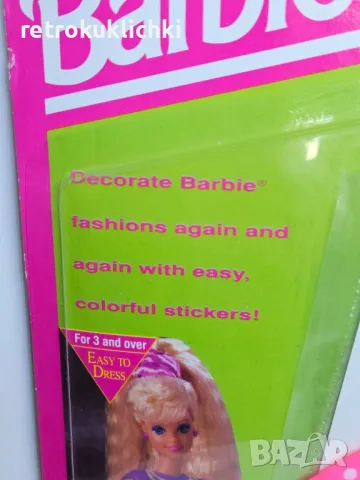 retrokuklichki
Barbie
Decorate Barbie®
fashions again and
again with easy,
colorful stickers!
For 3 and over
EASY TO
DRESS
BAZAR
bg